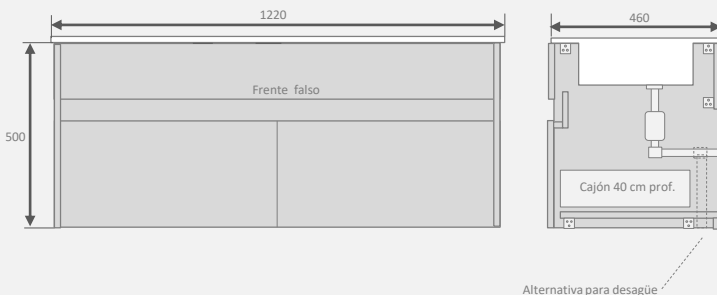 1220
460
Frente falso
500
Cajón 40 cm prof.
Alternativa para desagüe